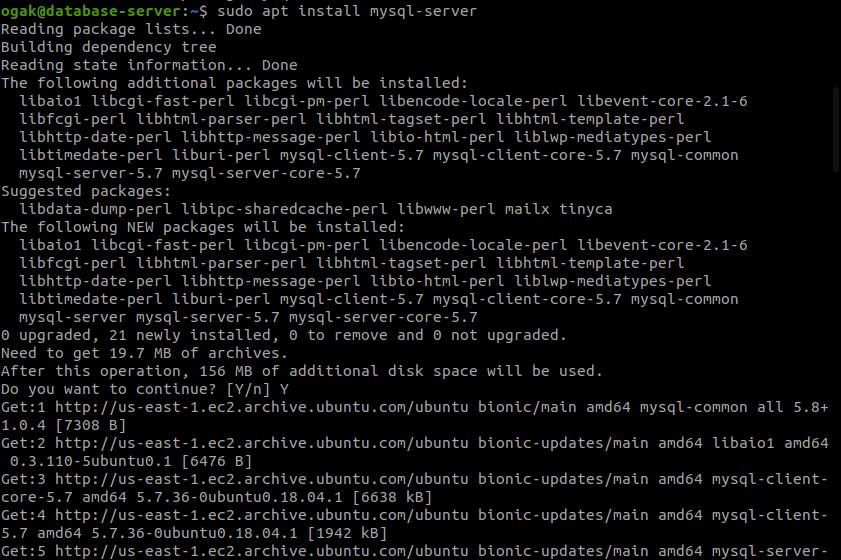 ogak@database-server:~$ sudo apt install mysql-server
Reading package lists... Done
Building dependency tree
Reading state information... Done
The following additional packages will be installed:
  libaio1 libcgi-fast-perl libcgi-pm-perl libencode-locale-perl libevent-core-2.1-6
  libfcgi-perl libhtml-parser-perl libhtml-tagset-perl libhtml-template-perl
  libhttp-date-perl libhttp-message-perl libio-html-perl liblwp-mediatypes-perl
  libtimedate-perl liburi-perl mysql-client-5.7 mysql-client-core-5.7 mysql-common
  mysql-server-5.7 mysql-server-core-5.7
Suggested packages:
  libdata-dump-perl libipc-sharedcache-perl libwww-perl mailx tinyca
The following NEW packages will be installed:
  libaio1 libcgi-fast-perl libcgi-pm-perl libencode-locale-perl libevent-core-2.1-6
  libfcgi-perl libhtml-parser-perl libhtml-tagset-perl libhtml-template-perl
  libhttp-date-perl libhttp-message-perl libio-html-perl liblwp-mediatypes-perl
  libtimedate-perl liburi-perl mysql-client-5.7 mysql-client-core-5.7 mysql-common
  mysql-server mysql-server-5.7 mysql-server-core-5.7
0 upgraded, 21 newly installed, 0 to remove and 0 not upgraded.
Need to get 19.7 MB of archives.
After this operation, 156 MB of additional disk space will be used.
Do you want to continue? [Y/n] Y
Get:1 http://us-east-1.ec2.archive.ubuntu.com/ubuntu bionic/main amd64 mysql-common all 5.8+
1.0.4 [7308 B]
Get:2 http://us-east-1.ec2.archive.ubuntu.com/ubuntu bionic-updates/main amd64 libaio1 amd64
 0.3.110-5ubuntu0.1 [6476 B]
Get:3 http://us-east-1.ec2.archive.ubuntu.com/ubuntu bionic-updates/main amd64 mysql-client-
core-5.7 amd64 5.7.36-0ubuntu0.18.04.1 [6638 kB]
Get:4 http://us-east-1.ec2.archive.ubuntu.com/ubuntu bionic-updates/main amd64 mysql-client-
5.7 amd64 5.7.36-0ubuntu0.18.04.1 [1942 kB]
Get:5 http://us-east-1.ec2.archive.ubuntu.com/ubuntu bionic-updates/main amd64 mysql-server-